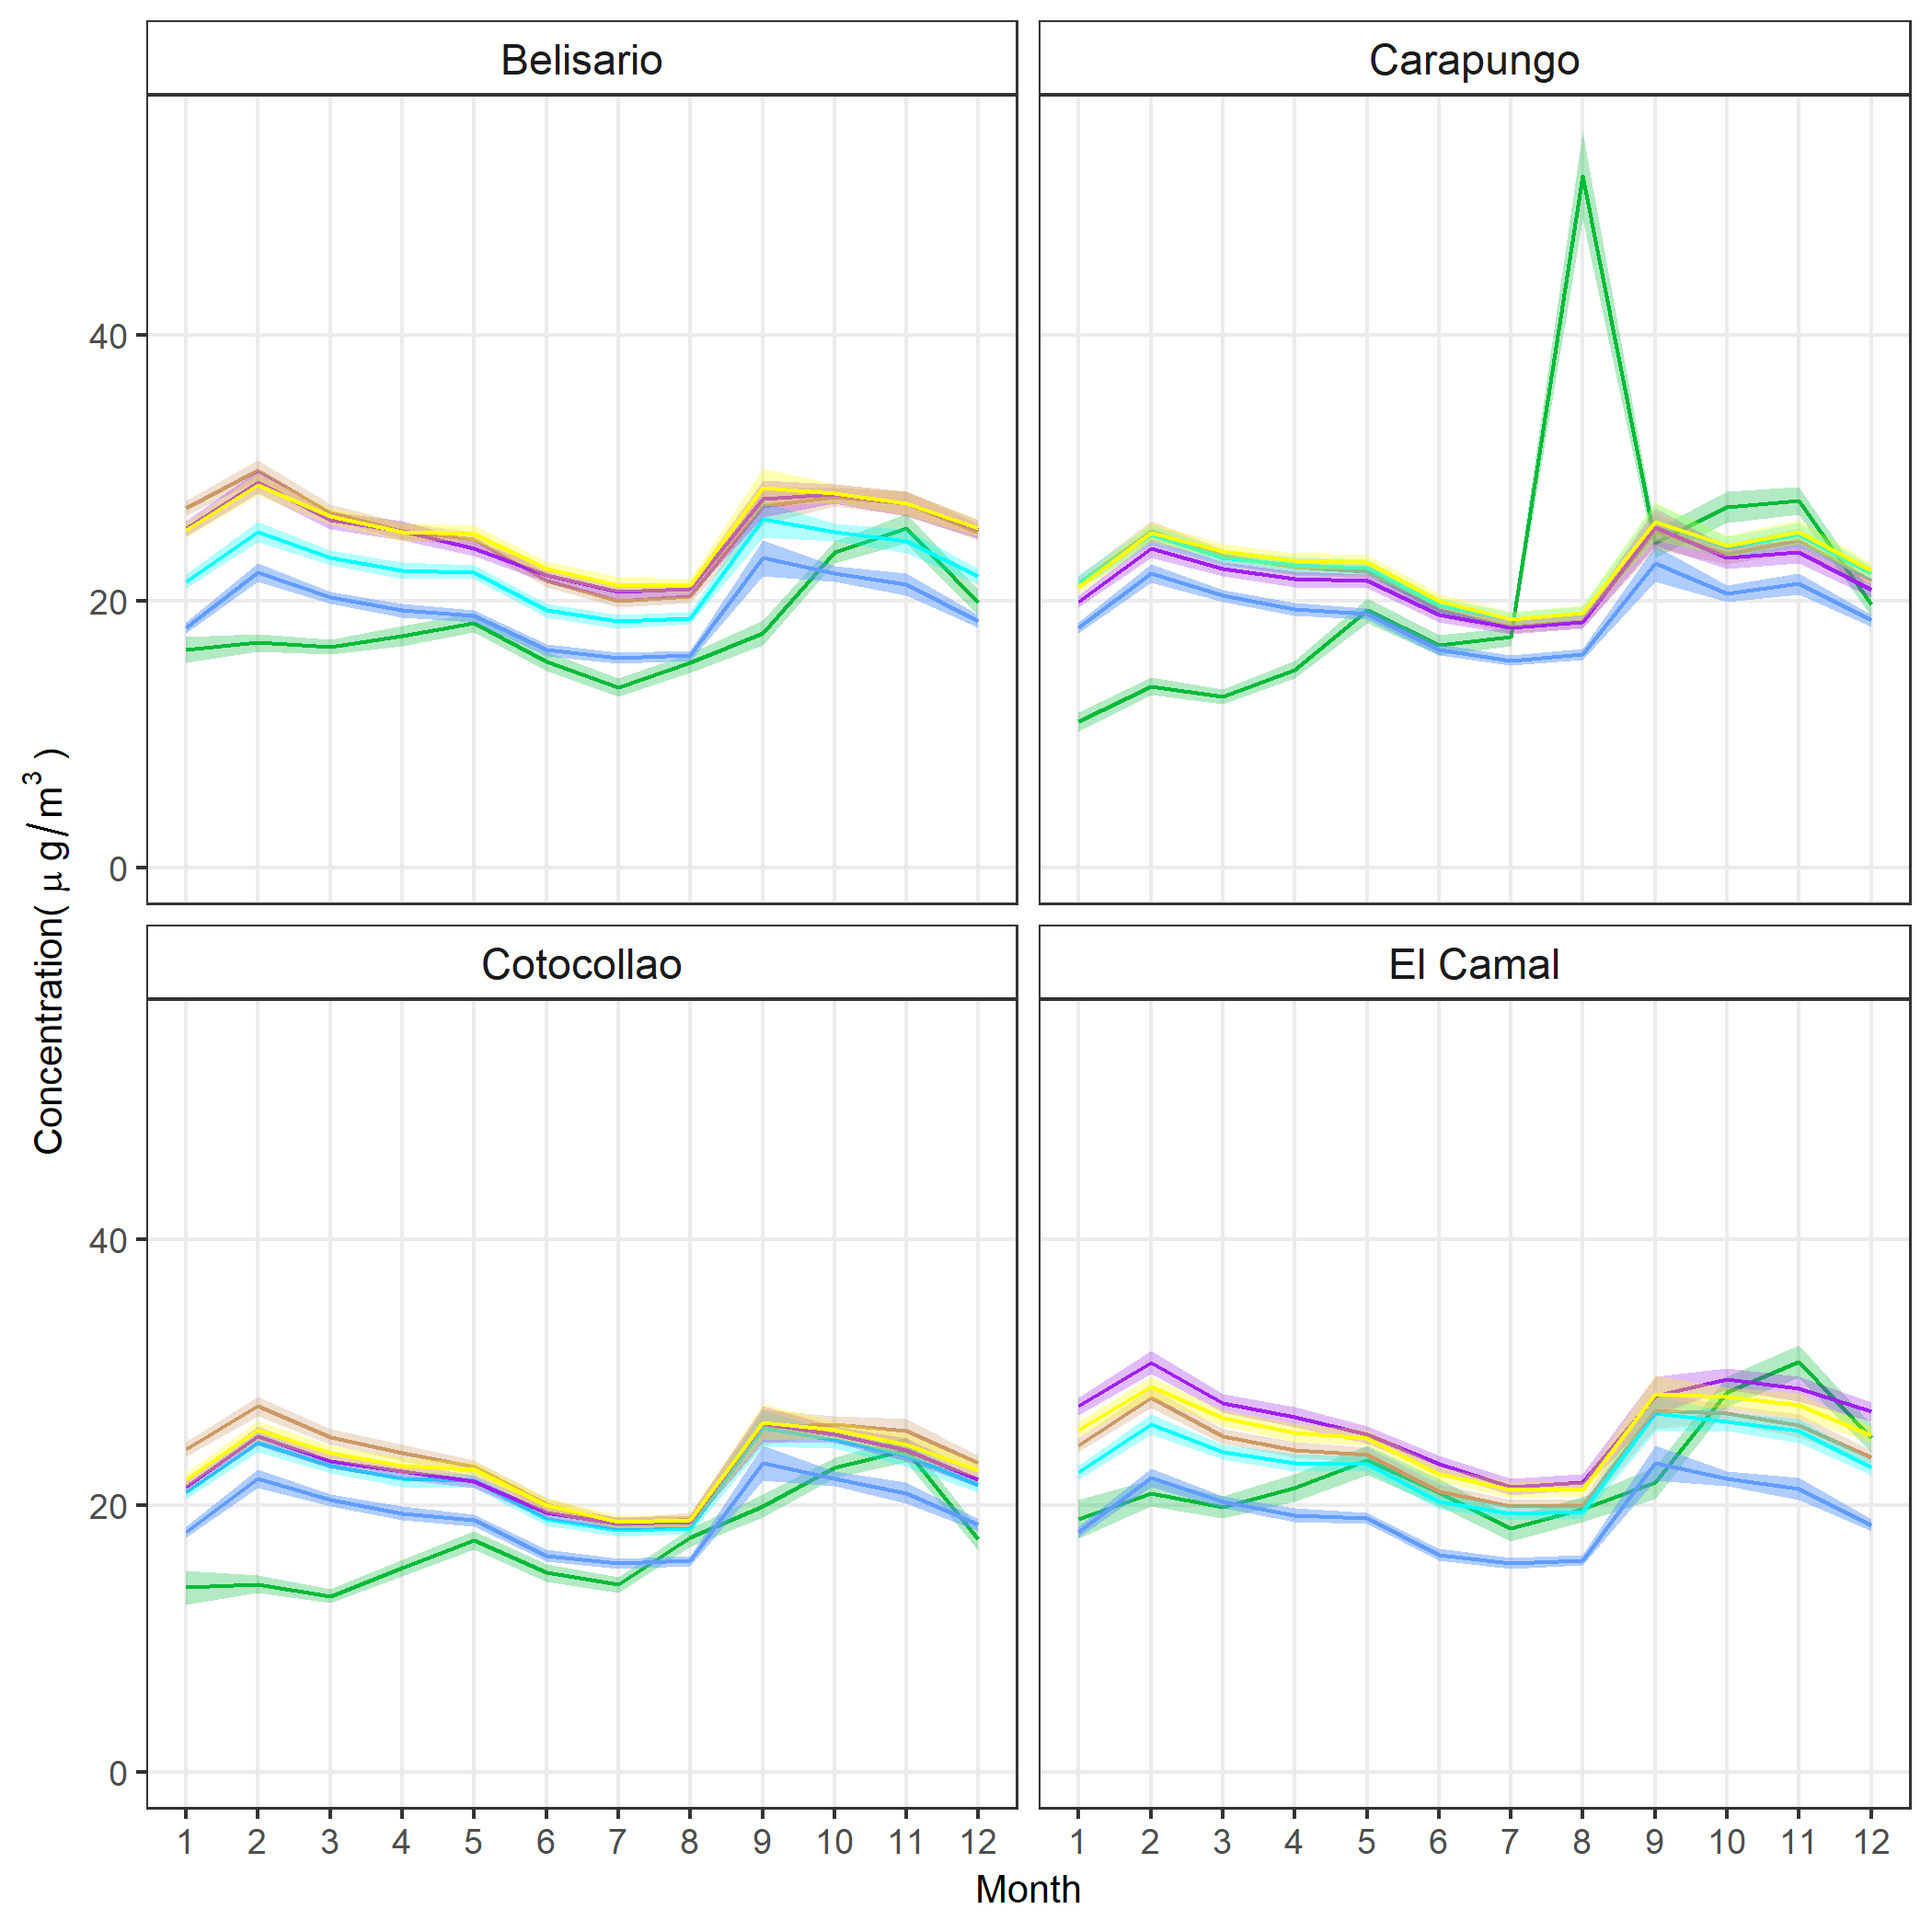 Belisario
Carapungo
40
20
0
Concentration( μ g / m³ )
Cotocollao
El Camal
40
20
0
1 2 3 4 5 6 7 8 9 10 11 12
1 2 3 4 5 6 7 8 9 10 11 12
Month